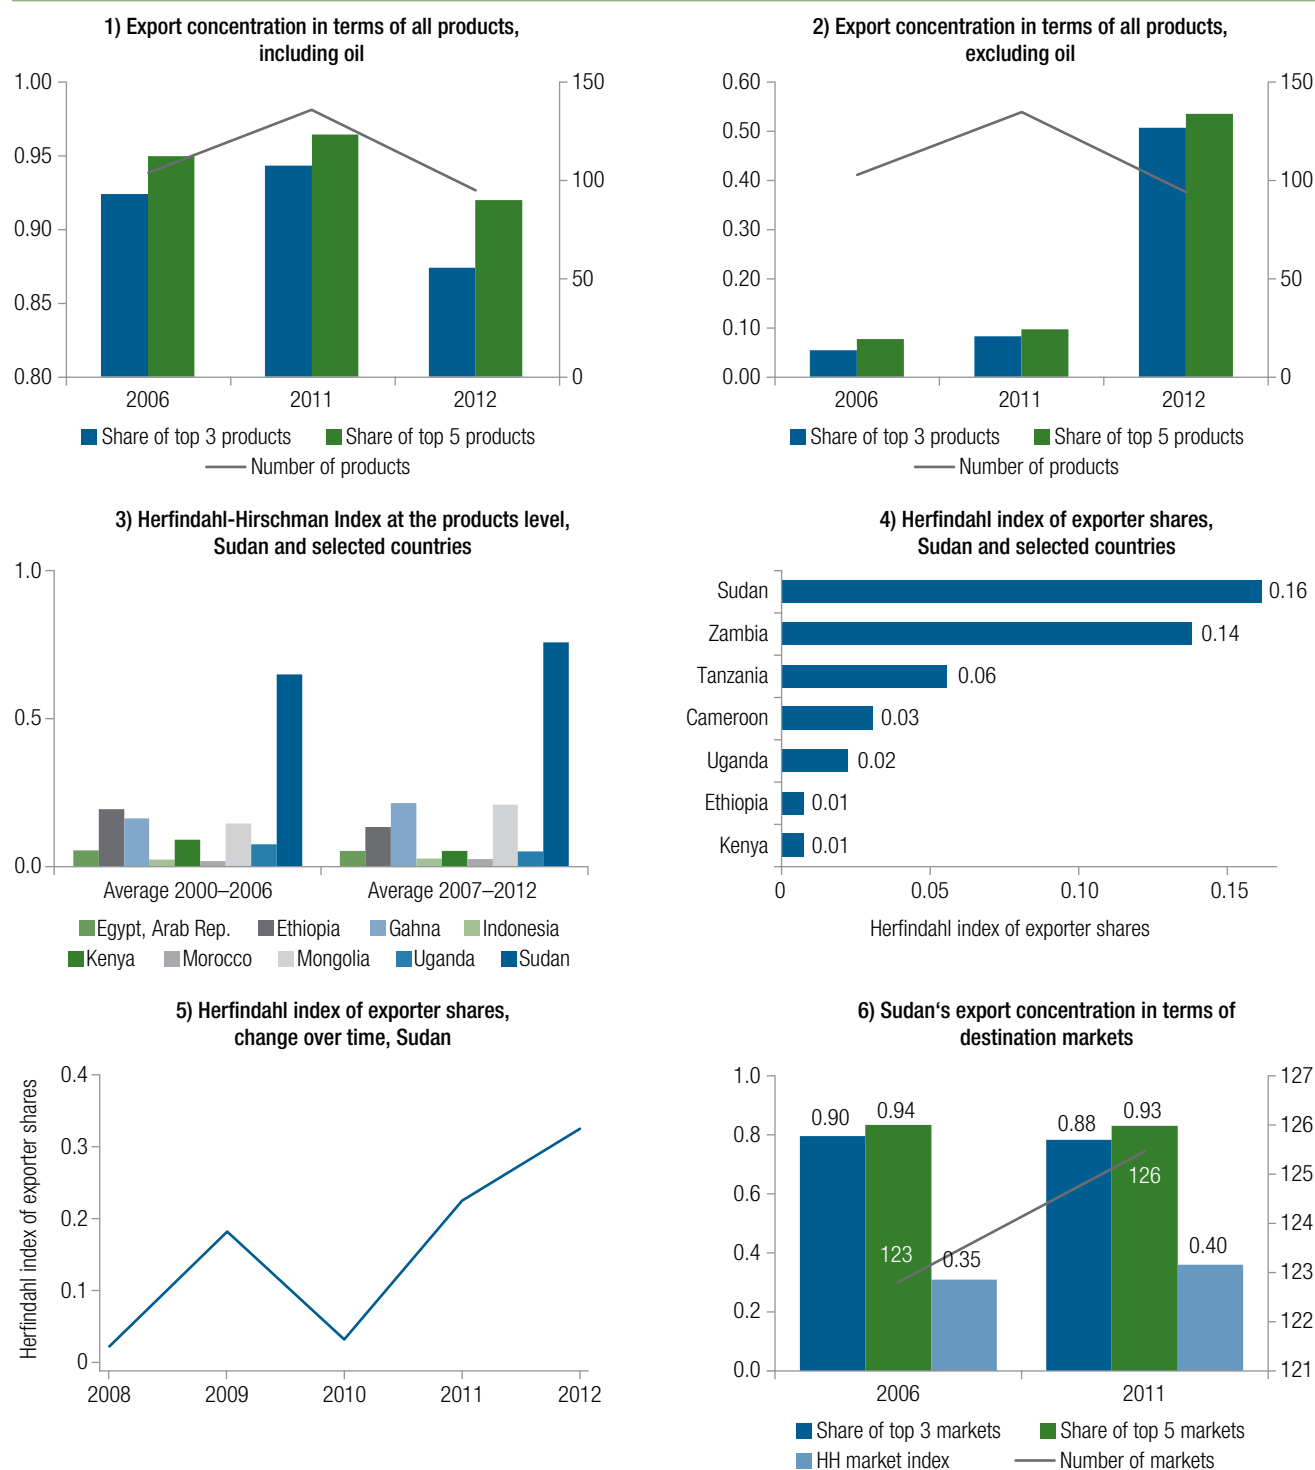 1) Export concentration in terms of all products,
including oil
1.00
0.95
0.90
0.85
0.80
150
100
50
0
2006 2011 2012
Share of top 3 products Share of top 5 products
Number of products
2) Export concentration in terms of all products,
excluding oil
0.60
0.50
0.40
0.30
0.20
0.10
0.00
150
100
50
0
2006 2011 2012
Share of top 3 products Share of top 5 products
Number of products
3) Herfindahl-Hirschman Index at the products level,
Sudan and selected countries
1.0
0.5
0.0
Average 2000–2006 Average 2007–2012
Egypt, Arab Rep. Ethiopia Gahna Indonesia
Kenya Morocco Mongolia Uganda Sudan
4) Herfindahl index of exporter shares,
Sudan and selected countries
Sudan 0.16
Zambia 0.14
Tanzania 0.06
Cameroon 0.03
Uganda 0.02
Ethiopia 0.01
Kenya 0.01
0 0.05 0.10 0.15
Herfindahl index of exporter shares
5) Herfindahl index of exporter shares,
change over time, Sudan
Herfindahl index of exporter shares
0.4
0.3
0.2
0.1
0
2008 2009 2010 2011 2012
6) Sudan‘s export concentration in terms of
destination markets
1.0
0.8
0.6
0.4
0.2
0.0
0.90 0.94 0.88 0.93
126
123 0.35 0.40
127
126
125
124
123
122
121
2006 2011
Share of top 3 markets Share of top 5 markets
HH market index Number of markets